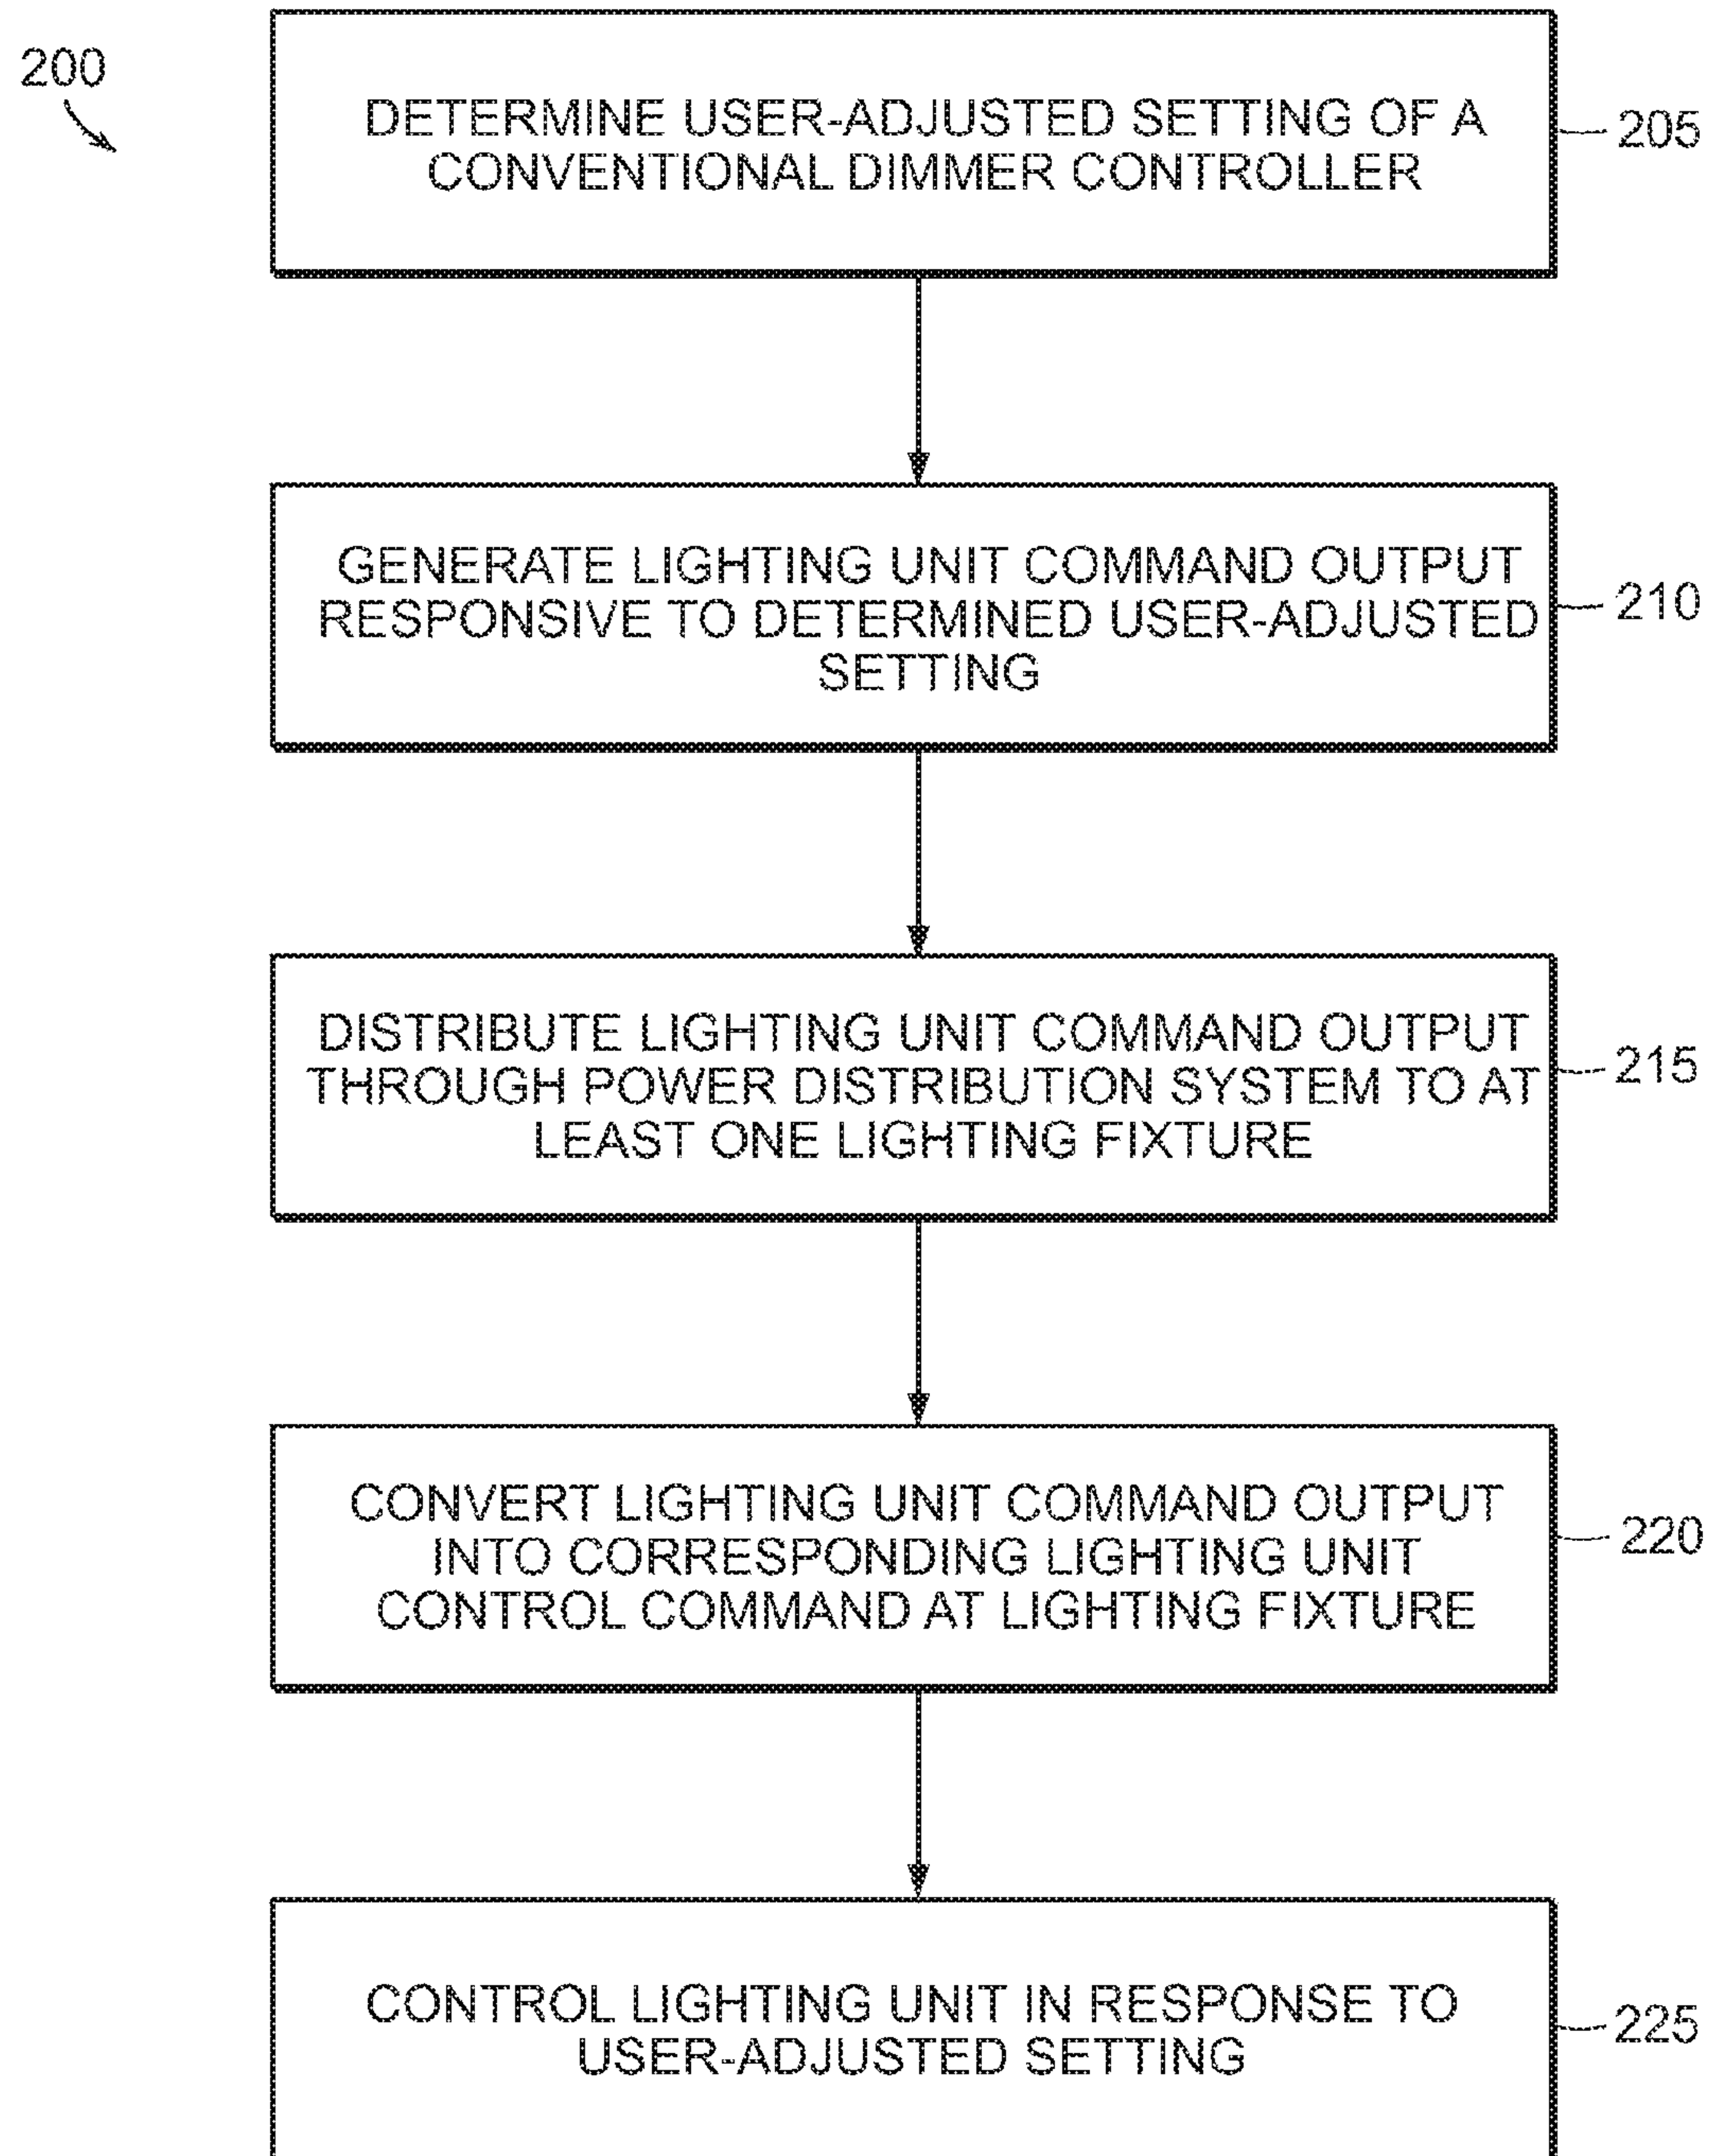 200
DETERMINE USER-ADJUSTED SETTING OF A
CONVENTIONAL DIMMER CONTROLLER
205
GENERATE LIGHTING UNIT COMMAND OUTPUT
RESPONSIVE TO DETERMINED USER-ADJUSTED
SETTING
210
DISTRIBUTE LIGHTING UNIT COMMAND OUTPUT
THROUGH POWER DISTRIBUTION SYSTEM TO AT
LEAST ONE LIGHTING FIXTURE
215
CONVERT LIGHTING UNIT COMMAND OUTPUT
INTO CORRESPONDING LIGHTING UNIT
CONTROL COMMAND AT LIGHTING FIXTURE
220
CONTROL LIGHTING UNIT IN RESPONSE TO
USER-ADJUSTED SETTING
225